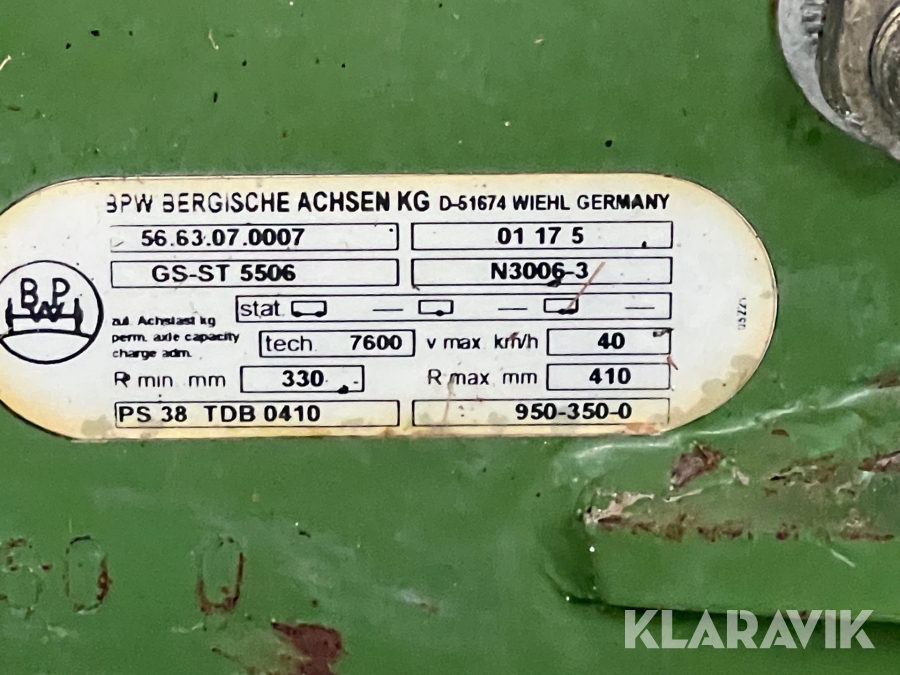 BPW BERGISCHE ACHSEN KG D-51674 WIEHL GERMANY
56.63.07.0007 01 17 5
GS-ST 5506 N3006-3
BPW
stat — — —
zul. Achslast kg
perm. axle capacity
charge adm.
tech. 7600 v max km/h 40
R min mm 330 R max mm 410
PS 38 TDB 0410 950-350-0
60 0
KLARAVIK